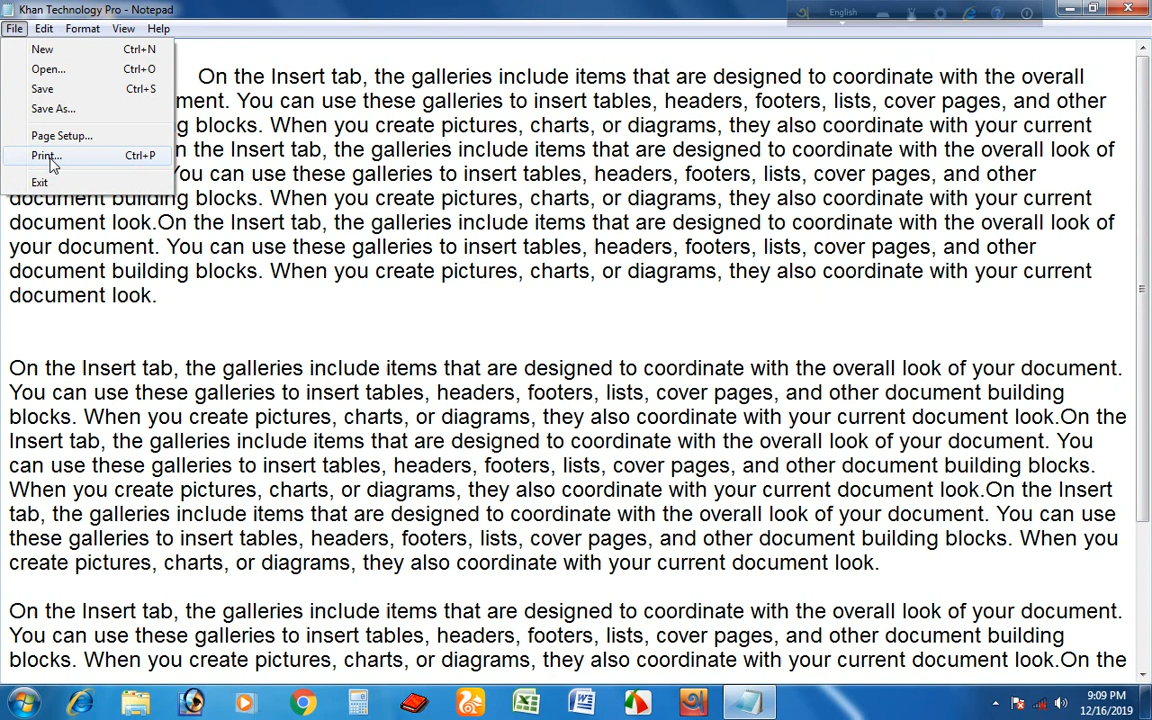 Khan Technology Pro - Notepad
English
File Edit Format View Help
New Ctrl+N
Open... Ctrl+O
Save Ctrl+S
Save As...
Page Setup...
Print... Ctrl+P
Exit
On the Insert tab, the galleries include items that are designed to coordinate with the overall
ment. You can use these galleries to insert tables, headers, footers, lists, cover pages, and other
g blocks. When you create pictures, charts, or diagrams, they also coordinate with your current
n the Insert tab, the galleries include items that are designed to coordinate with the overall look of
You can use these galleries to insert tables, headers, footers, lists, cover pages, and other
document building blocks. When you create pictures, charts, or diagrams, they also coordinate with your current
document look.On the Insert tab, the galleries include items that are designed to coordinate with the overall look of
your document. You can use these galleries to insert tables, headers, footers, lists, cover pages, and other
document building blocks. When you create pictures, charts, or diagrams, they also coordinate with your current
document look.
On the Insert tab, the galleries include items that are designed to coordinate with the overall look of your document.
You can use these galleries to insert tables, headers, footers, lists, cover pages, and other document building
blocks. When you create pictures, charts, or diagrams, they also coordinate with your current document look.On the
Insert tab, the galleries include items that are designed to coordinate with the overall look of your document. You
can use these galleries to insert tables, headers, footers, lists, cover pages, and other document building blocks.
When you create pictures, charts, or diagrams, they also coordinate with your current document look.On the Insert
tab, the galleries include items that are designed to coordinate with the overall look of your document. You can use
these galleries to insert tables, headers, footers, lists, cover pages, and other document building blocks. When you
create pictures, charts, or diagrams, they also coordinate with your current document look.
On the Insert tab, the galleries include items that are designed to coordinate with the overall look of your document.
You can use these galleries to insert tables, headers, footers, lists, cover pages, and other document building
blocks. When you create pictures, charts, or diagrams, they also coordinate with your current document look.On the
9:09 PM
12/16/2019